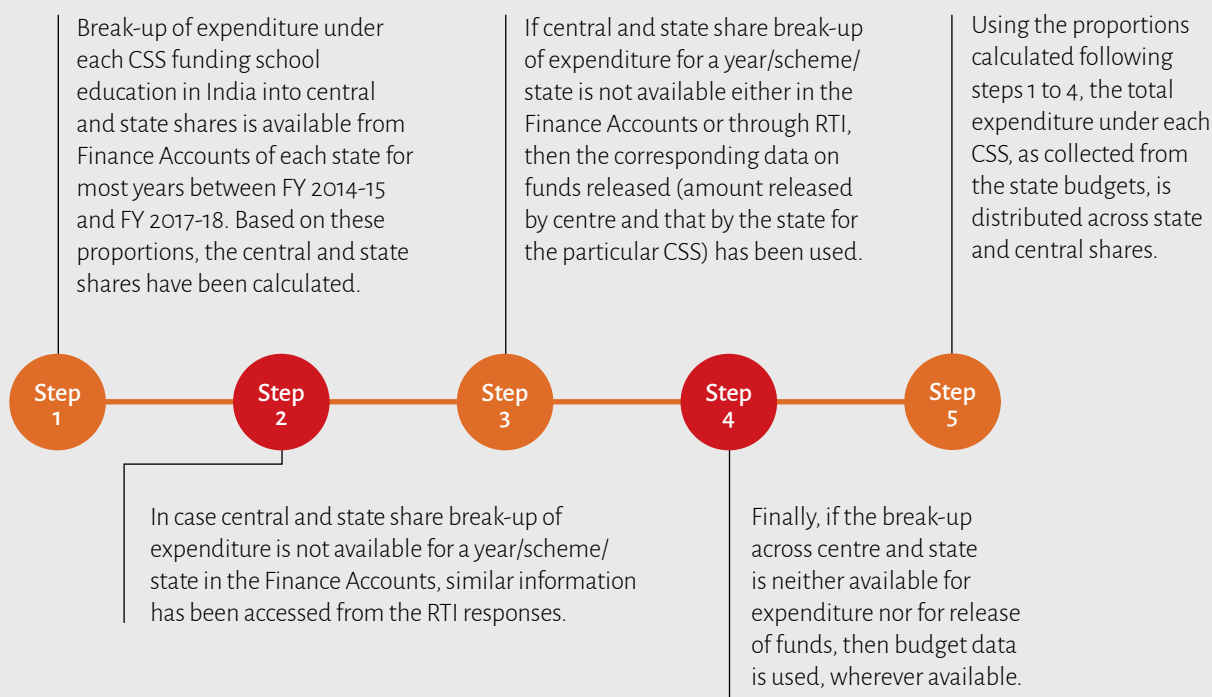 Break-up of expenditure under
each CSS funding school
education in India into central
and state shares is available from
Finance Accounts of each state for
most years between FY 2014-15
and FY 2017-18. Based on these
proportions, the central and state
shares have been calculated.
If central and state share break-up
of expenditure for a year/scheme/
state is not available either in the
Finance Accounts or through RTI,
then the corresponding data on
funds released (amount released
by centre and that by the state for
the particular CSS) has been used.
Using the proportions
calculated following
steps 1 to 4, the total
expenditure under each
CSS, as collected from
the state budgets, is
distributed across state
and central shares.
Step
1
Step
2
Step
3
Step
4
Step
5
In case central and state share break-up of
expenditure is not available for a year/scheme/
state in the Finance Accounts, similar information
has been accessed from the RTI responses.
Finally, if the break-up
across centre and state
is neither available for
expenditure nor for release
of funds, then budget data
is used, wherever available.